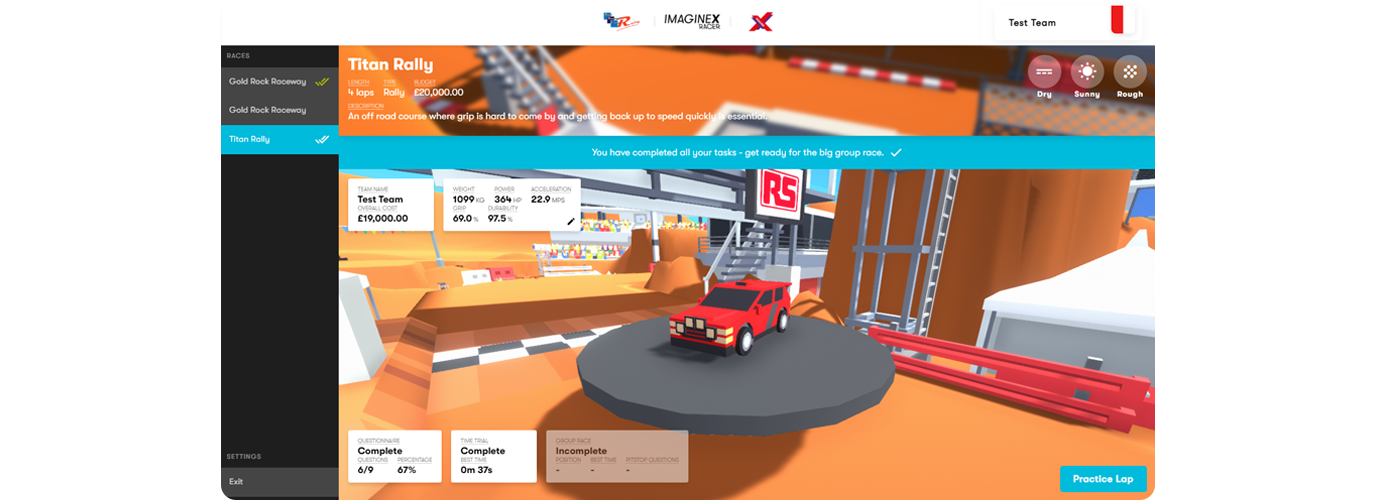 Racing
IMAGINEX
RACER
X
Test Team
RACES
Gold Rock Raceway
Gold Rock Raceway
Titan Rally
SETTINGS
Exit
Titan Rally
LENGTH TYPE BUDGET
4 laps Rally £20,000.00
DESCRIPTION
An off road course where grip is hard to come by and getting back up to speed quickly is essential.
Dry Sunny Rough
You have completed all your tasks - get ready for the big group race.
TEAM NAME
Test Team
OVERALL COST
£19,000.00
WEIGHT POWER ACCELERATION
1099 KG 364 HP 22.9 MPS
GRIP DURABILITY
69.0 % 97.5 %
RS
QUESTIONNAIRE
Complete
QUESTIONS PERCENTAGE
6/9 67%
TIME TRIAL
Complete
BEST TIME
0m 37s
GROUP RACE
Incomplete
POSITION BEST TIME PITSTOP QUESTIONS
- - -
Practice Lap